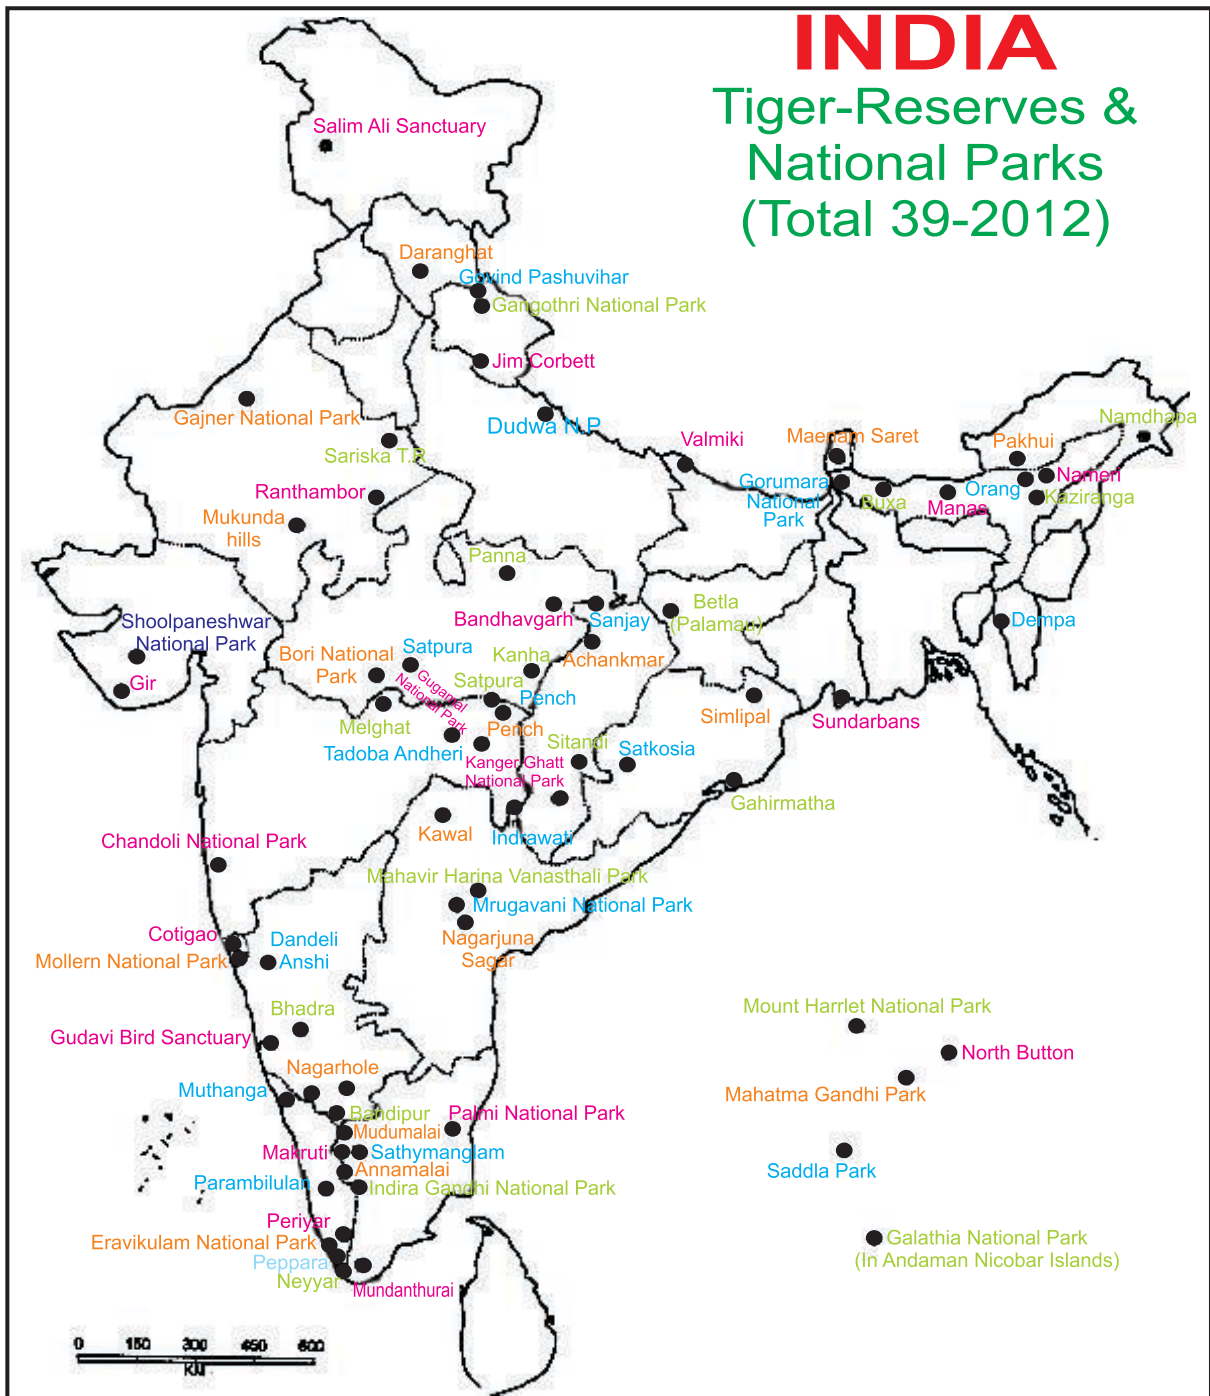 INDIA
Tiger-Reserves &
National Parks
(Total 39-2012)
Salim Ali Sanctuary
Daranghat
Govind Pashuvihar
Gangothri National Park
Jim Corbett
Gajner National Park
Dudwa N.P
Sariska T.R
Valmiki
Maenam Saret
Pakhui
Namdhapa
Ranthambor
Gorumara
National
Park
Buxa
Manas
Orang
Nameri
Kaziranga
Mukunda
hills
Panna
Bandhavgarh
Sanjay
Betla
(Palamau)
Dempa
Shoolpaneshwar
National Park
Gir
Bori National
Park
Satpura
Gugamal
National Park
Kanha
Satpura
Achankmar
Pench
Pench
Melghat
Tadoba Andheri
Kanger Ghatt
National Park
Sitandi
Satkosia
Simlipal
Sundarbans
Gahirmatha
Kawal
Indrawati
Chandoli National Park
Mahavir Harina Vanasthali Park
Mrugavani National Park
Nagarjuna
Sagar
Cotigao
Mollern National Park
Dandeli
Anshi
Bhadra
Gudavi Bird Sanctuary
Nagarhole
Muthanga
Bandipur
Palmi National Park
Mudumalai
Makruti
Sathymanglam
Annamalai
Parambilulan
Indira Gandhi National Park
Periyar
Eravikulam National Park
Peppara
Neyyar
Mundanthurai
Mount Harrlet National Park
North Button
Mahatma Gandhi Park
Saddla Park
Galathia National Park
(In Andaman Nicobar Islands)
0 150 300 450 600
KM